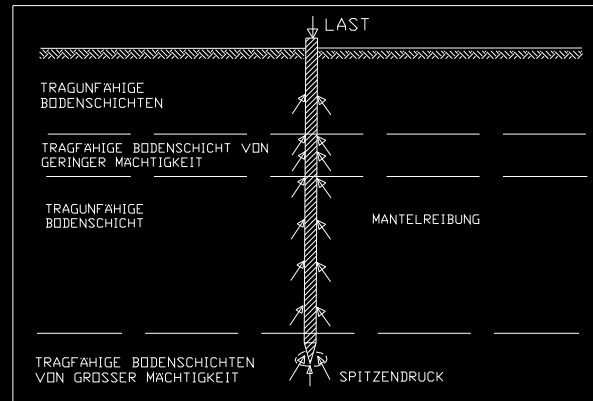 LAST
TRAGUNFÄHIGE
BODENSCHICHTEN
TRAGFÄHIGE BODENSCHICHT VON
GERINGER MÄCHTIGKEIT
TRAGUNFÄHIGE
BODENSCHICHT
MANTELREIBUNG
TRAGFÄHIGE BODENSCHICHTEN
VON GROSSER MÄCHTIGKEIT
SPITZENDRUCK